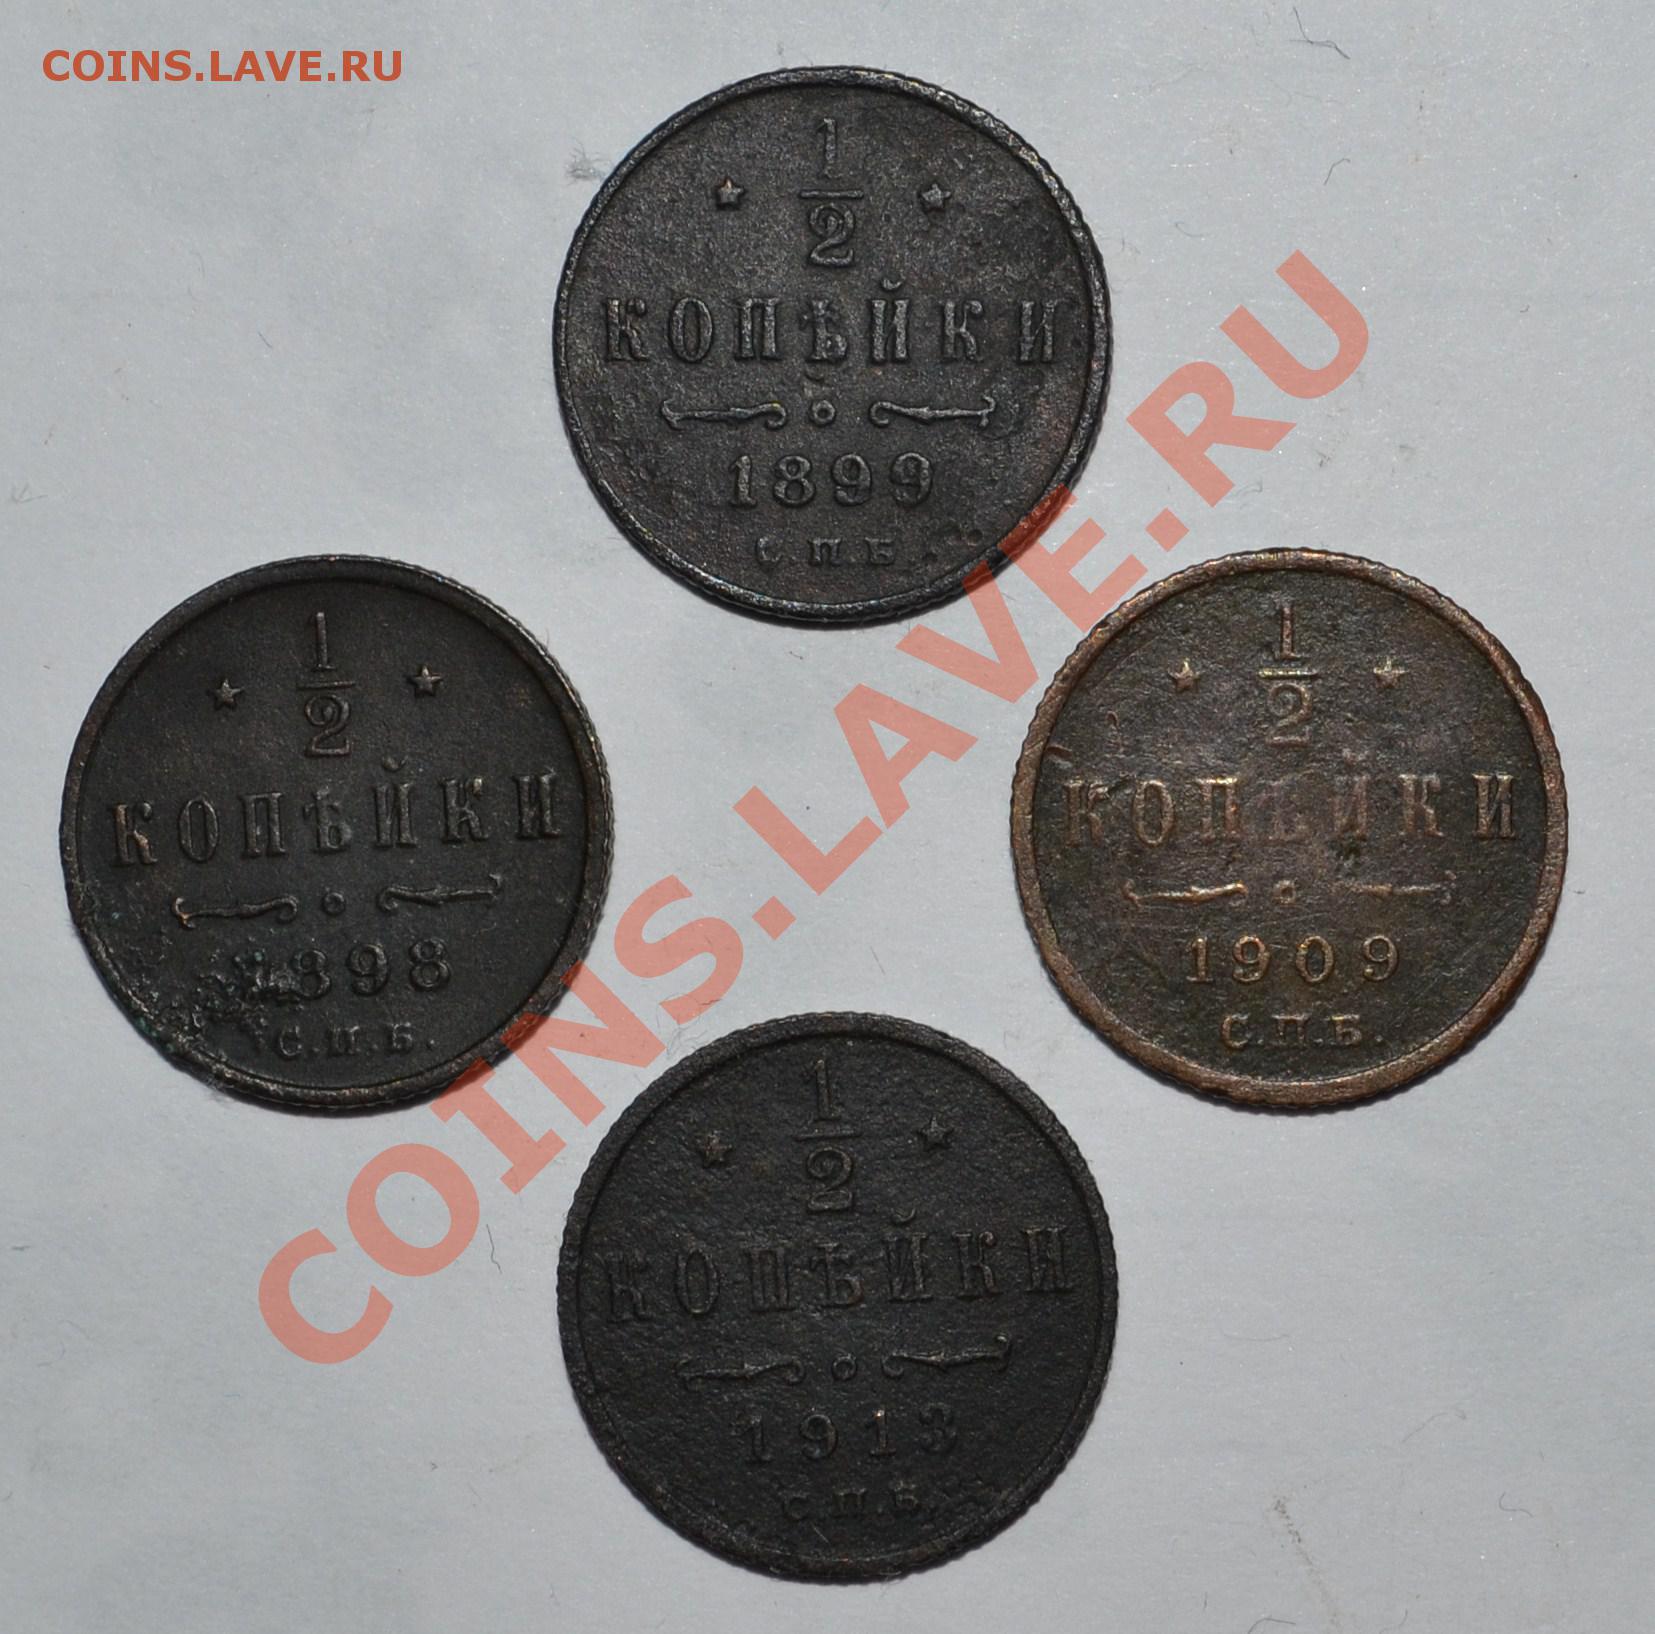 COINS.LAVE.RU
1
2
КОПѢЙКИ
1899
С.П.Б.
1
2
КОПѢЙКИ
1898
С.П.Б.
1
2
КОПѢЙКИ
1909
С.П.Б.
1
2
КОПѢЙКИ
1913
С.П.Б.
COINS.LAVE.RU